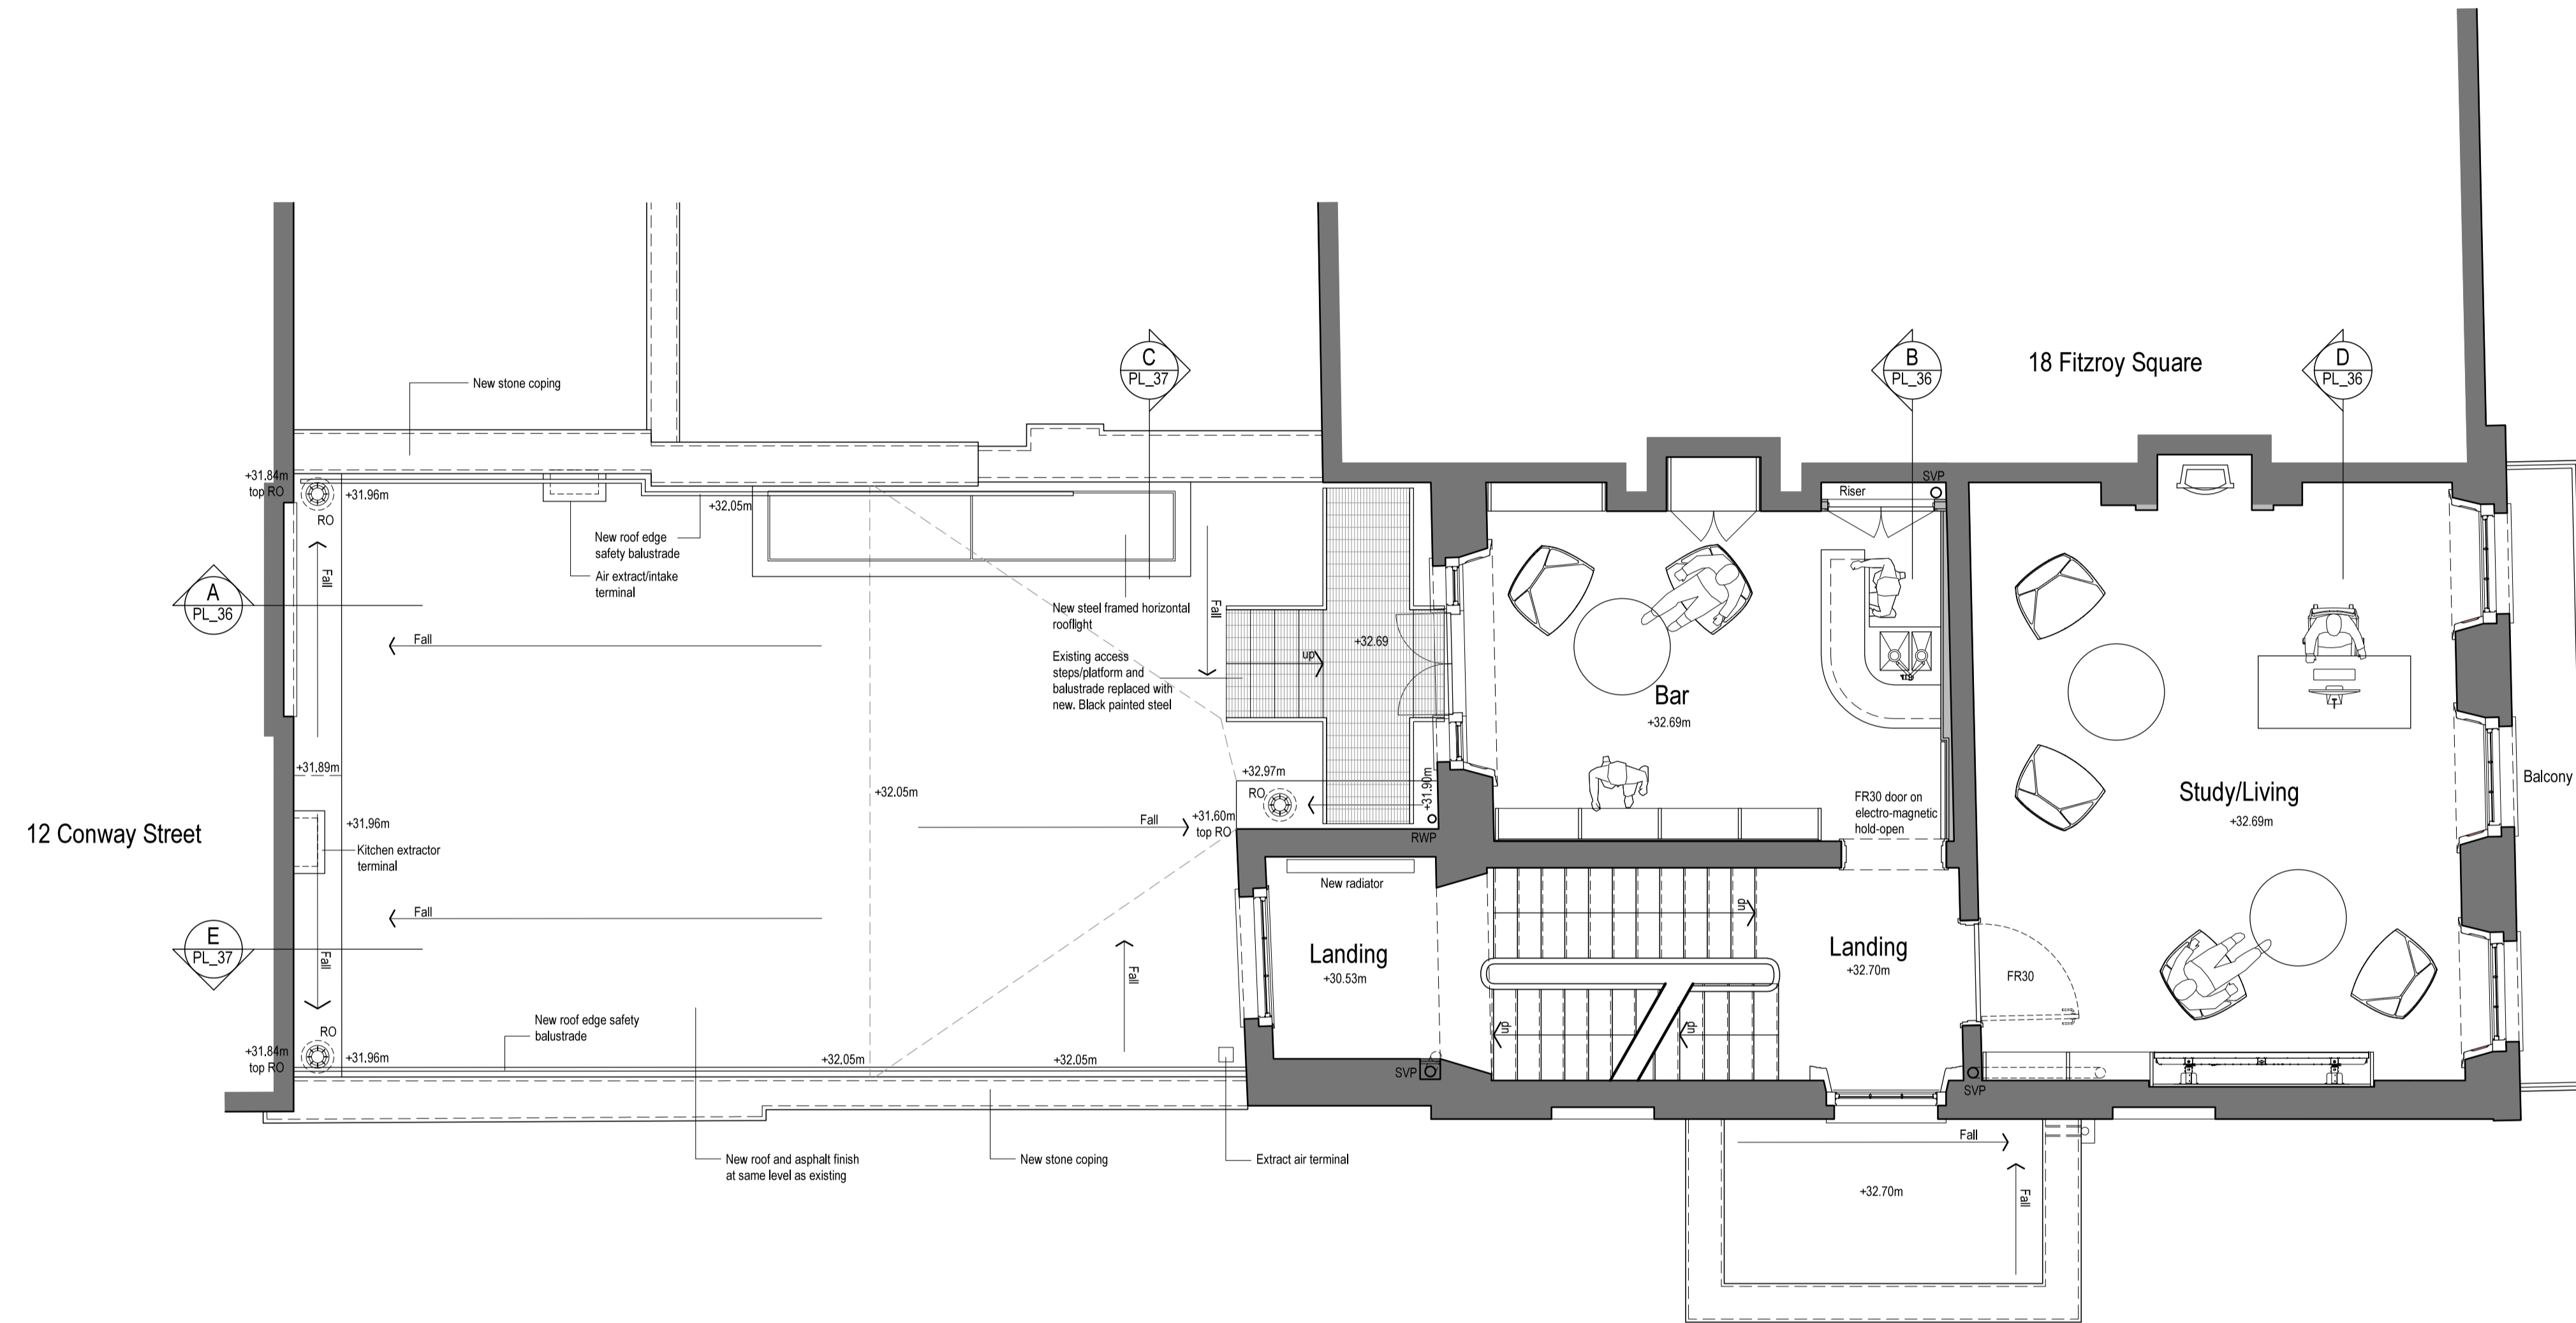 18 Fitzroy Square
C
PL_37
B
PL_36
D
PL_36
New stone coping
+31.84m
top RO
+31.96m
RO
SVP
Riser
+32.05m
New roof edge
safety balustrade
Air extract/intake
terminal
Fall
A
PL_36
New steel framed horizontal
rooflight
Fall
Fall
+32.69
up
Existing access
steps/platform and
balustrade replaced with
new. Black painted steel
Bar
+32.69m
+31.89m
+32.97m
+31.90m
RO
+32.05m
Fall
+31.60m
top RO
RWP
FR30 door on
electro-magnetic
hold-open
Study/Living
+32.69m
Balcony
12 Conway Street
+31.96m
Kitchen extractor
terminal
New radiator
Fall
up
E
PL_37
Fall
Fall
Landing
+30.53m
Landing
+32.70m
FR30
dn
dn
RO
New roof edge safety
balustrade
+31.84m
top RO
+31.96m
+32.05m
+32.05m
SVP
SVP
Fall
New roof and asphalt finish
at same level as existing
New stone coping
Extract air terminal
+32.70m
Fall